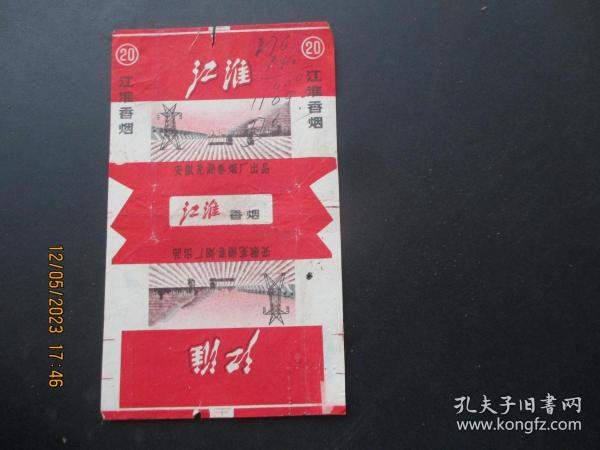 20
江淮香烟
江淮
20
江淮香烟
276
安徽芜湖卷烟厂出品
江淮 香烟
安徽芜湖卷烟厂出品
江淮
12/05/2023 17:46
孔夫子旧书网
www.kongfz.com